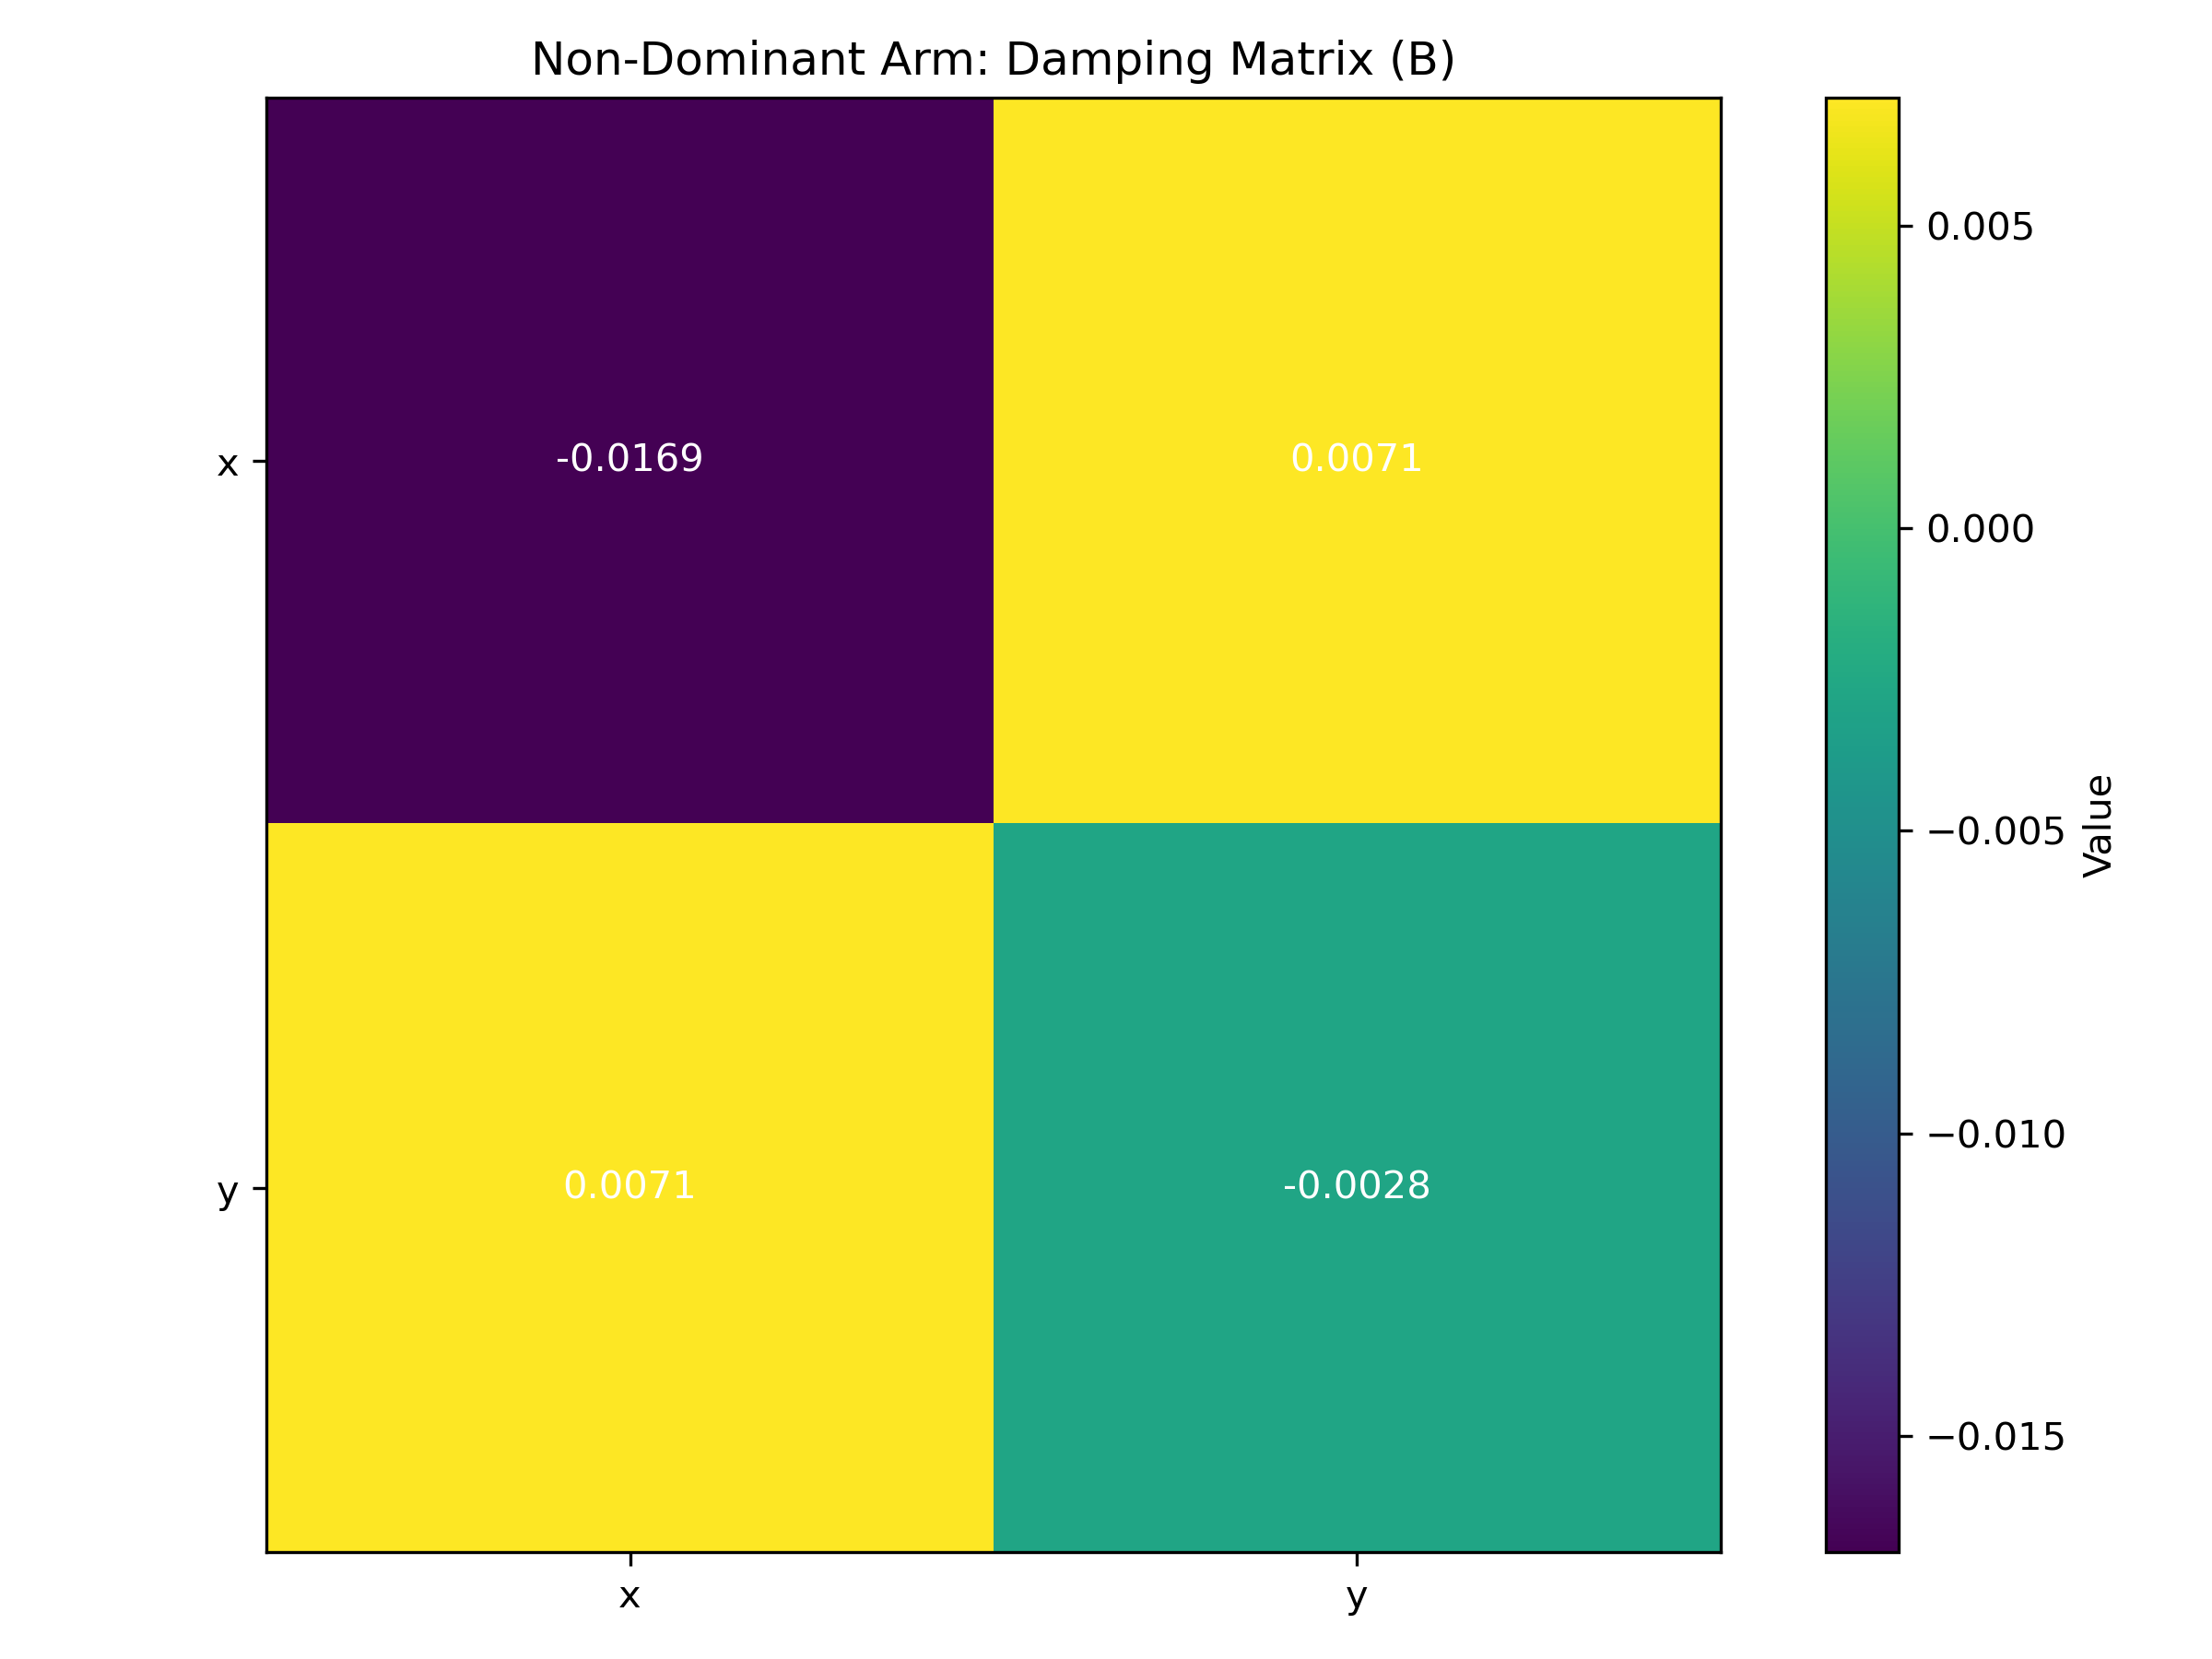 Non-Dominant Arm: Damping Matrix (B)
x
-0.0169
0.0071
y
0.0071
-0.0028
x
y
0.005
0.000
−0.005
−0.010
−0.015
Value